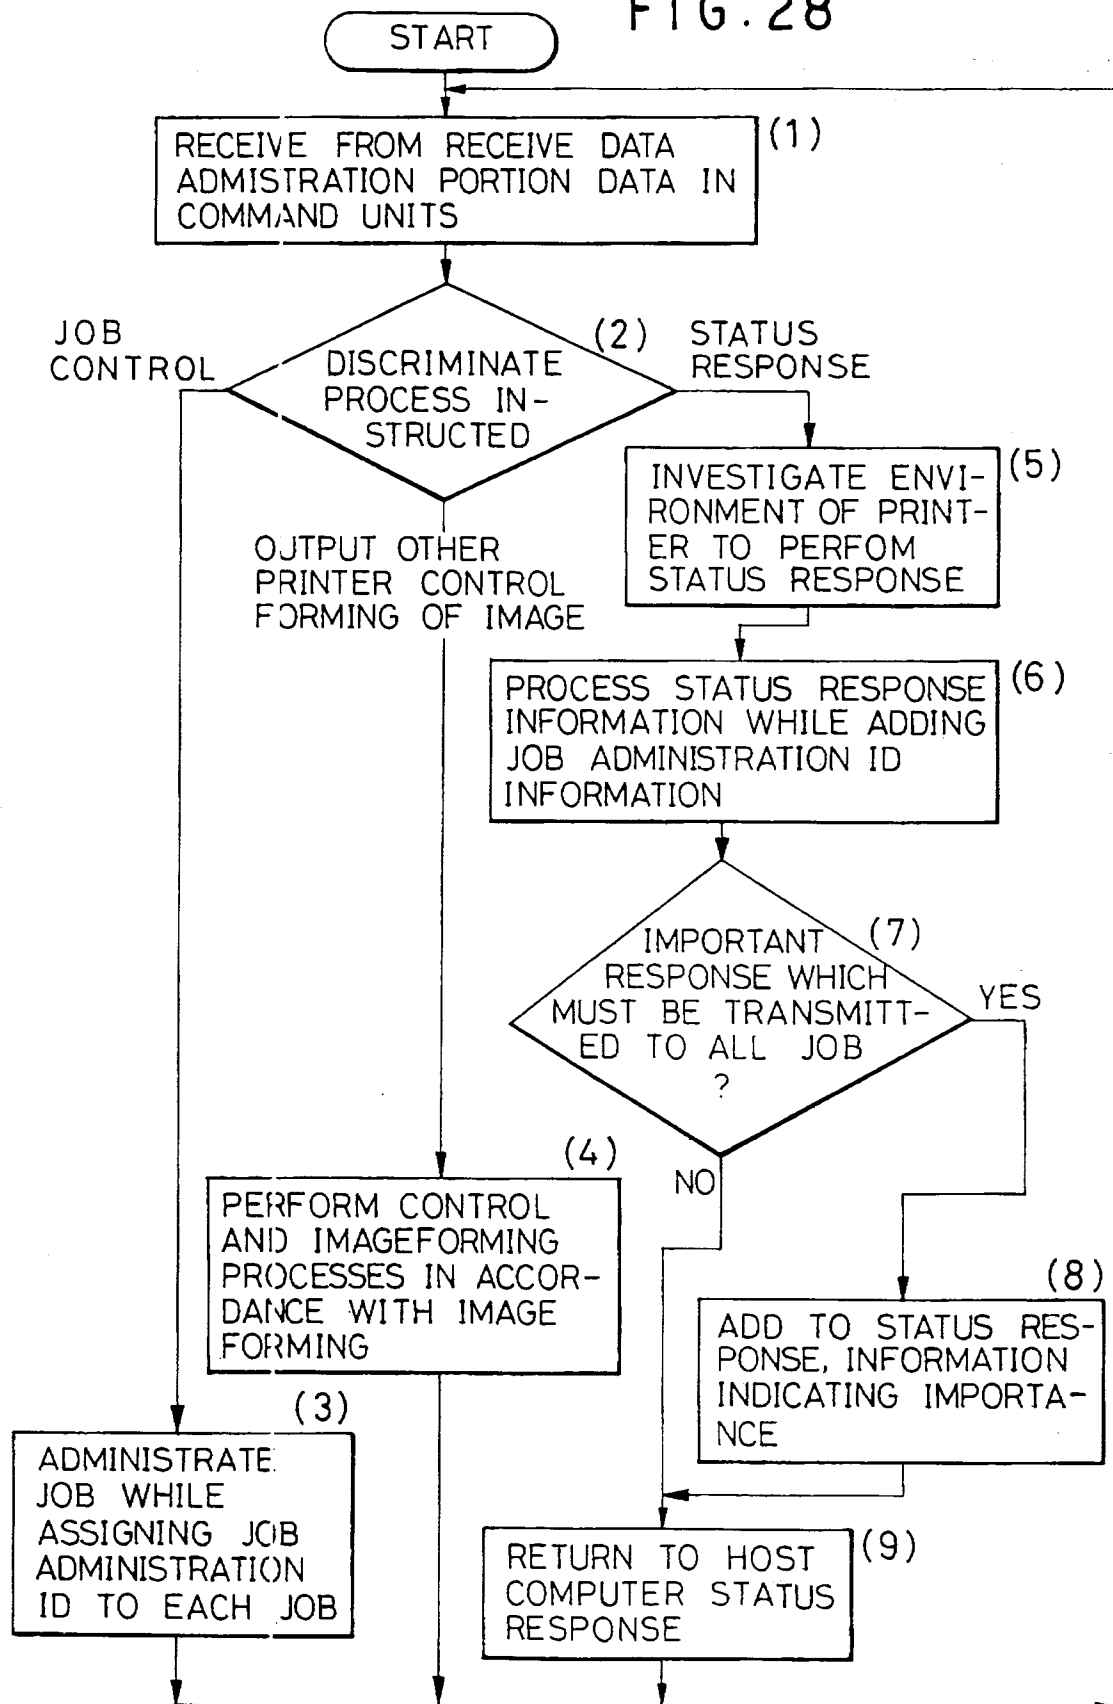 FIG. 28
START
(1)
RECEIVE FROM RECEIVE DATA
ADMISTRATION PORTION DATA IN
COMMAND UNITS
JOB
CONTROL
(2)
STATUS
RESPONSE
DISCRIMINATE
PROCESS IN-
STRUCTED
(5)
INVESTIGATE ENVI-
RONMENT OF PRINT-
ER TO PERFOM
STATUS RESPONSE
OUTPUT OTHER
PRINTER CONTROL
FORMING OF IMAGE
(6)
PROCESS STATUS RESPONSE
INFORMATION WHILE ADDING
JOB ADMINISTRATION ID
INFORMATION
(7)
IMPORTANT
RESPONSE WHICH
MUST BE TRANSMITT-
ED TO ALL JOB
?
YES
NO
(4)
PERFORM CONTROL
AND IMAGEFORMING
PROCESSES IN ACCOR-
DANCE WITH IMAGE
FORMING
(8)
ADD TO STATUS RES-
PONSE, INFORMATION
INDICATING IMPORTA-
NCE
(3)
ADMINISTRATE
JOB WHILE
ASSIGNING JOB
ADMINISTRATION
ID TO EACH JOB
(9)
RETURN TO HOST
COMPUTER STATUS
RESPONSE